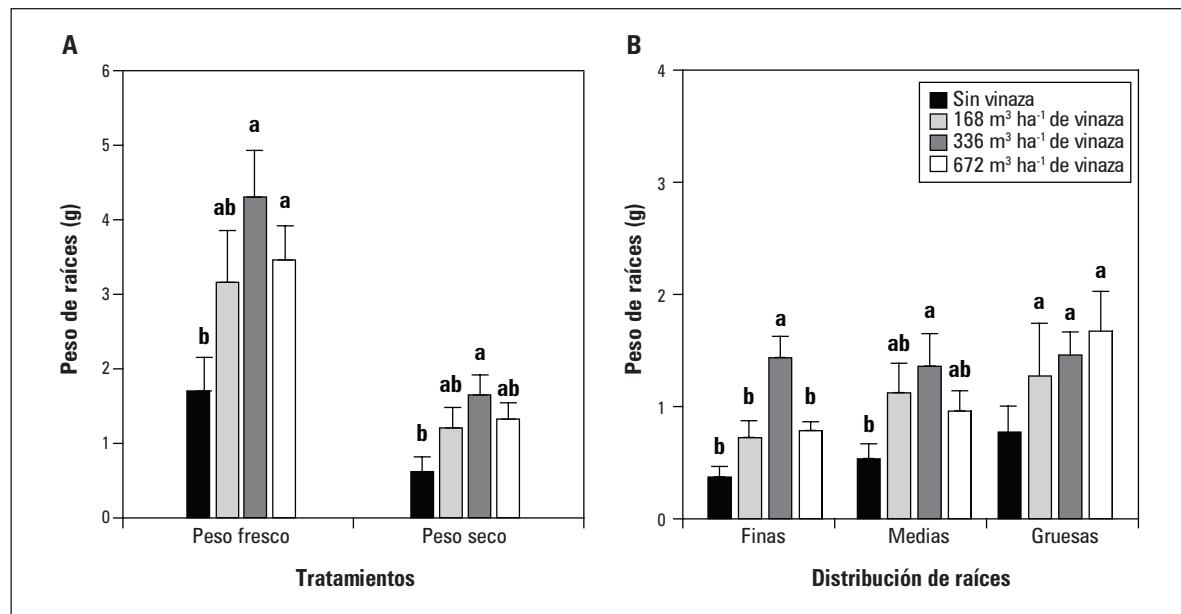 A
Peso de raíces (g)
6
5
4
3
2
1
0
b
ab
a
a
b
ab
a
ab
Peso fresco
Peso seco
Tratamientos
B
Peso de raíces (g)
4
3
2
1
0
Sin vinaza
168 m³ ha⁻¹ de vinaza
336 m³ ha⁻¹ de vinaza
672 m³ ha⁻¹ de vinaza
b
b
a
b
b
ab
a
ab
a
a
a
Finas
Medias
Gruesas
Distribución de raíces